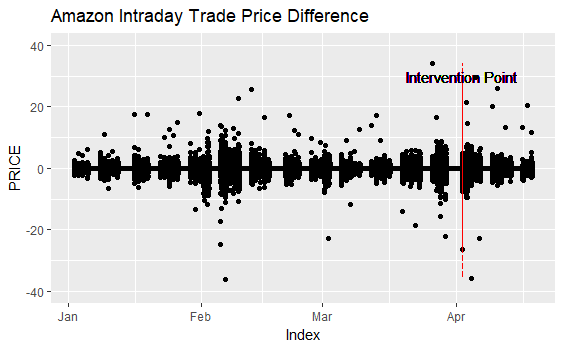 Amazon Intraday Trade Price Difference
PRICE
40
20
0
-20
-40
Intervention Point
Jan
Feb
Mar
Apr
Index